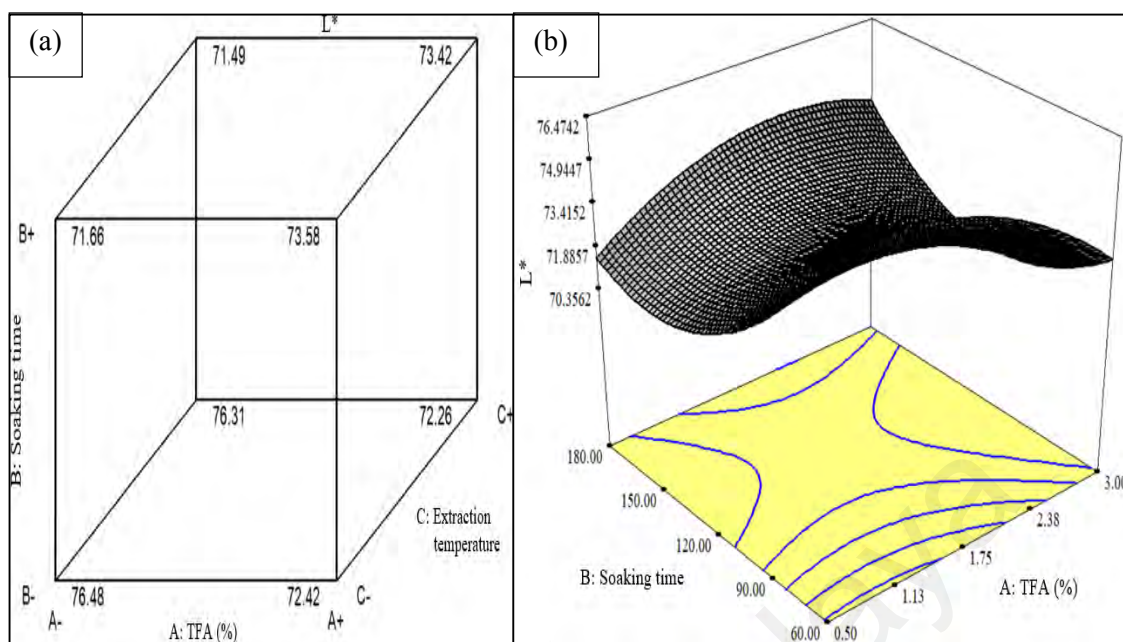 (a)
L*
71.49
73.42
B+
71.66
73.58
B: Soaking time
76.31
72.26
C+
C: Extraction
temperature
B-
76.48
72.42
C-
A-
A: TFA (%)
A+
(b)
76.4742
74.9447
73.4152
71.8857
70.3562
L*
180.00
150.00
120.00
90.00
60.00
B: Soaking time
0.50
1.13
1.75
2.38
3.00
A: TFA (%)